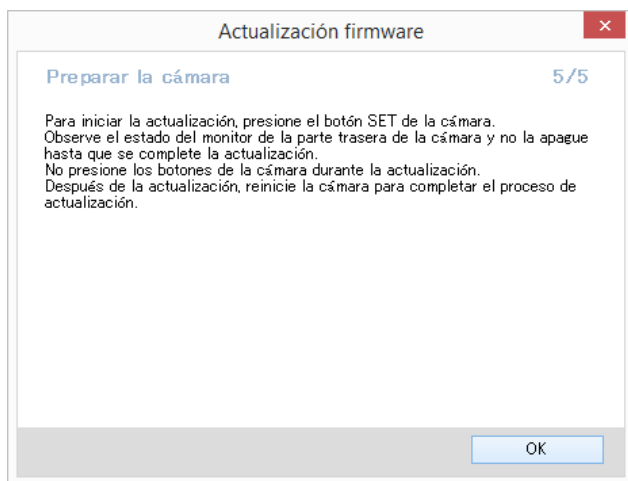 Actualización firmware
Preparar la cámara 5/5
Para iniciar la actualización, presione el botón SET de la cámara.
Observe el estado del monitor de la parte trasera de la cámara y no la apague
hasta que se complete la actualización.
No presione los botones de la cámara durante la actualización.
Después de la actualización, reinicie la cámara para completar el proceso de
actualización.
OK